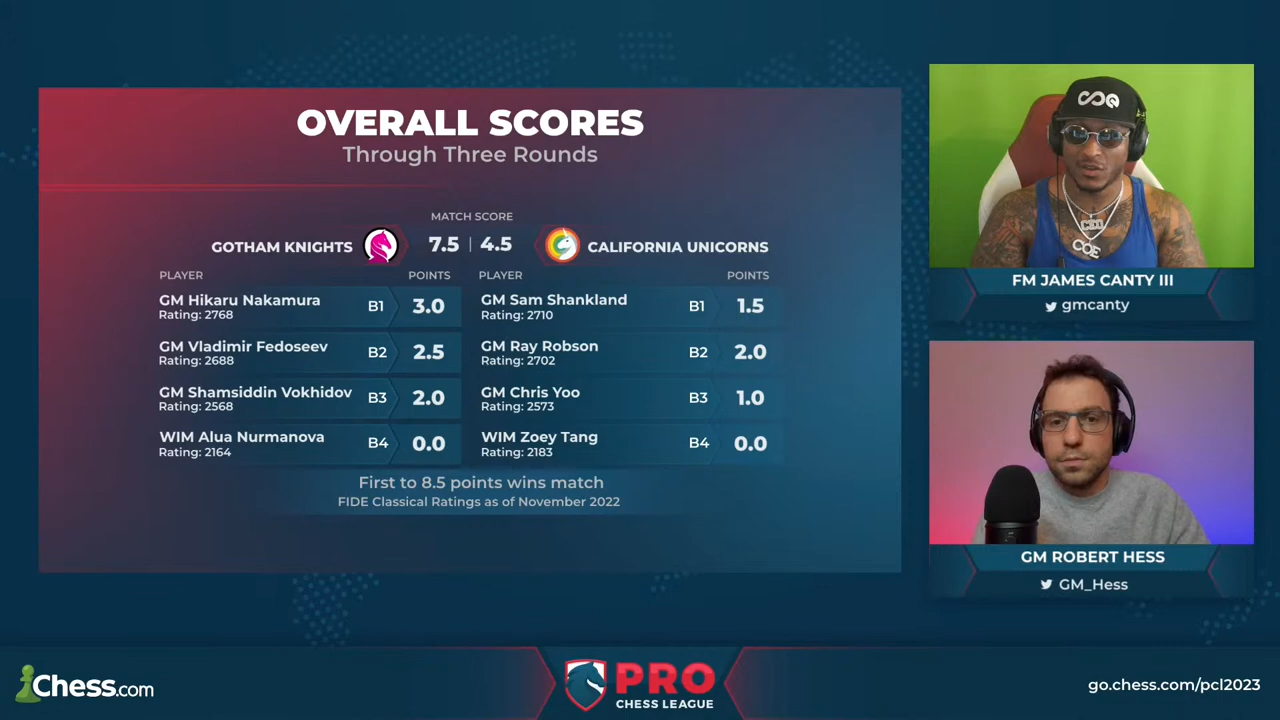 OVERALL SCORES
Through Three Rounds
MATCH SCORE
GOTHAM KNIGHTS 7.5 | 4.5 CALIFORNIA UNICORNS
PLAYER POINTS PLAYER POINTS
GM Hikaru Nakamura B1 3.0 GM Sam Shankland B1 1.5
Rating: 2768 Rating: 2710
GM Vladimir Fedoseev B2 2.5 GM Ray Robson B2 2.0
Rating: 2688 Rating: 2702
GM Shamsiddin Vokhidov B3 2.0 GM Chris Yoo B3 1.0
Rating: 2568 Rating: 2573
WIM Alua Nurmanova B4 0.0 WIM Zoey Tang B4 0.0
Rating: 2164 Rating: 2183
First to 8.5 points wins match
FIDE Classical Ratings as of November 2022
CEO
COE
FM JAMES CANTY III
gmcanty
GM ROBERT HESS
GM_Hess
Chess.com
PRO
CHESS LEAGUE
go.chess.com/pcl2023